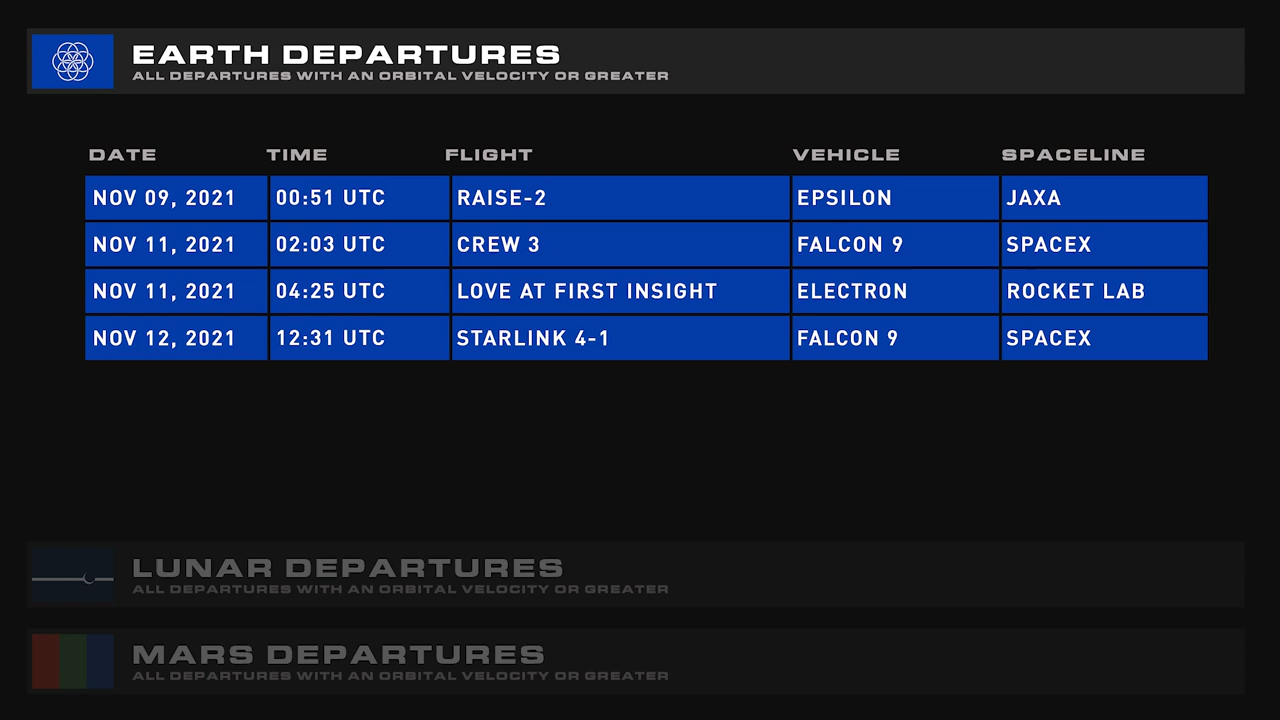 EARTH DEPARTURES
ALL DEPARTURES WITH AN ORBITAL VELOCITY OR GREATER
DATE TIME FLIGHT VEHICLE SPACELINE
NOV 09, 2021 00:51 UTC RAISE-2 EPSILON JAXA
NOV 11, 2021 02:03 UTC CREW 3 FALCON 9 SPACEX
NOV 11, 2021 04:25 UTC LOVE AT FIRST INSIGHT ELECTRON ROCKET LAB
NOV 12, 2021 12:31 UTC STARLINK 4-1 FALCON 9 SPACEX
LUNAR DEPARTURES
ALL DEPARTURES WITH AN ORBITAL VELOCITY OR GREATER
MARS DEPARTURES
ALL DEPARTURES WITH AN ORBITAL VELOCITY OR GREATER